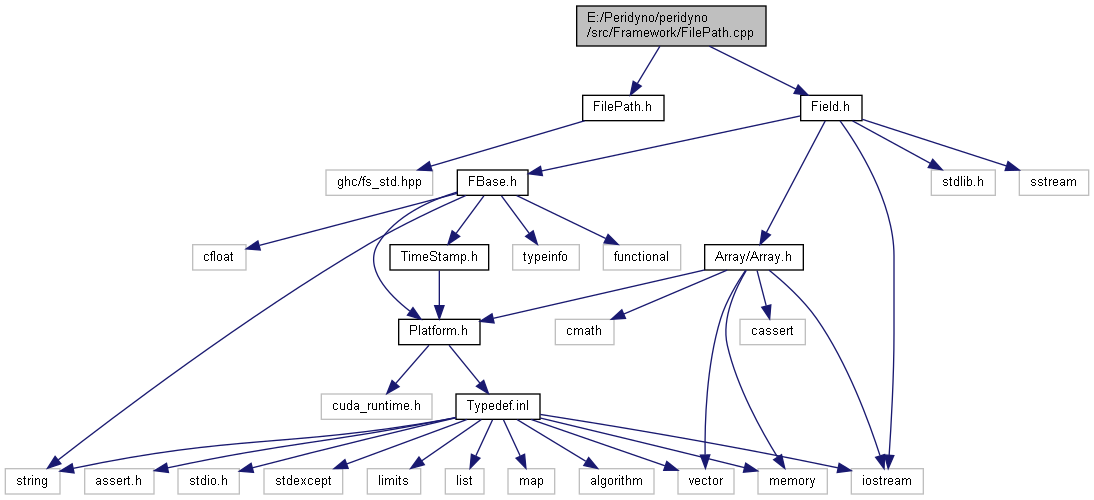 E:/Peridyno/peridyno
/src/Framework/FilePath.cpp
FilePath.h
Field.h
ghc/fs_std.hpp
FBase.h
stdlib.h
sstream
cfloat
TimeStamp.h
typeinfo
functional
Array/Array.h
Platform.h
cmath
cassert
cuda_runtime.h
Typedef.inl
string
assert.h
stdio.h
stdexcept
limits
list
map
algorithm
vector
memory
iostream